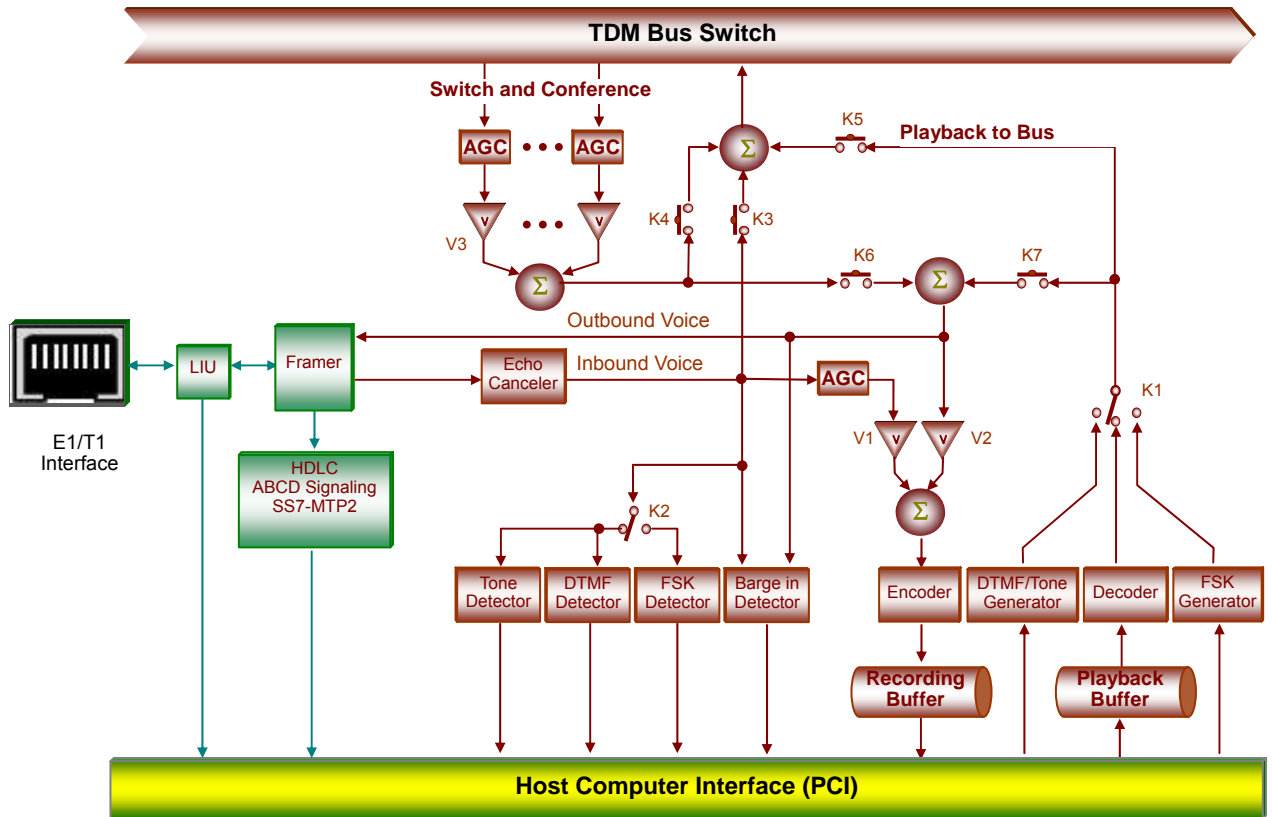 TDM Bus Switch
Switch and Conference
AGC
AGC
Σ
K5
Playback to Bus
K4
K3
V
V
V3
Σ
K6
Σ
K7
Outbound Voice
LIU
Framer
Echo
Canceler
Inbound Voice
AGC
K1
E1/T1
Interface
V1
V
V
V2
HDLC
ABCD Signaling
SS7-MTP2
K2
Σ
Tone
Detector
DTMF
Detector
FSK
Detector
Barge in
Detector
Encoder
DTMF/Tone
Generator
Decoder
FSK
Generator
Recording
Buffer
Playback
Buffer
Host Computer Interface (PCI)